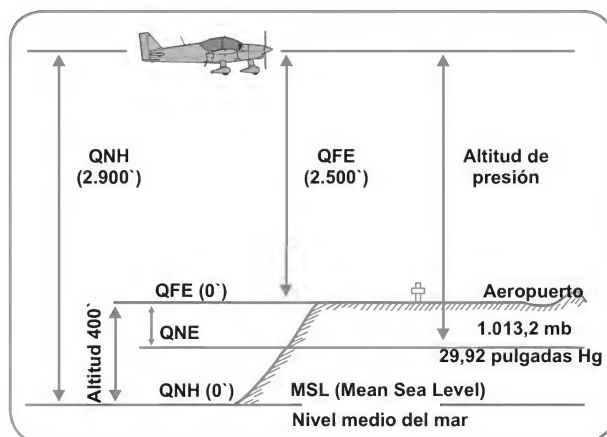 QNH
(2.900`)
QFE
(2.500`)
Altitud de
presión
QFE (0`)
Aeropuerto
Altitud 400`
QNE
1.013,2 mb
29,92 pulgadas Hg
QNH (0`)
MSL (Mean Sea Level)
Nivel medio del mar